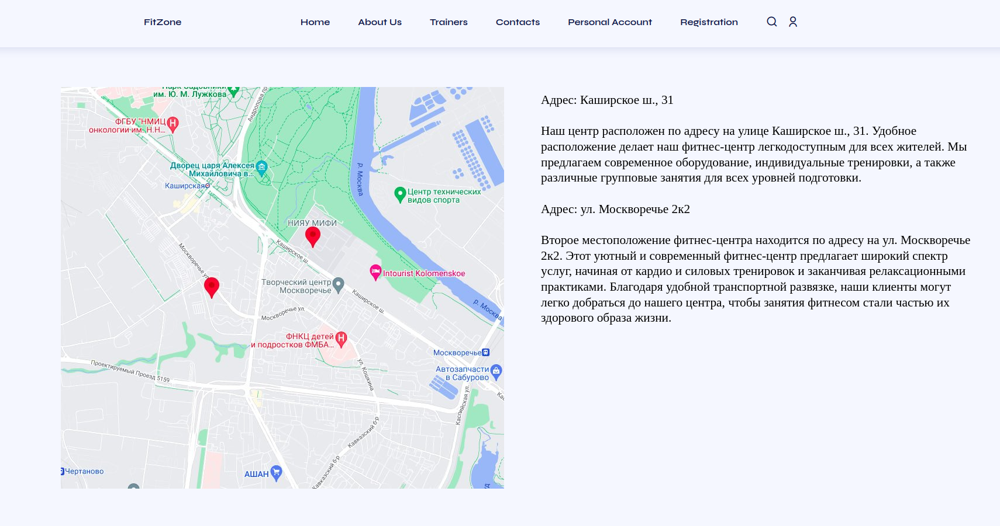 FitZone
Home
About Us
Trainers
Contacts
Personal Account
Registration
им. Ю. М. Лужкова
Андропова пр
ФГБУ "НМИЦ
онкологии им. Н.Н...
Дворец царя Алексея
Михайловича в...
Каширская
р. Москва
Центр технических
видов спорта
НИЯУ МИФИ
Каширское ш.
Москворечье ул.
Intourist Kolomenskoe
Творческий центр
Москворечье
Каширское ш.
р. Москва
Москворечье ул.
ФНКЦ детей
и подростков ФМБА...
Москворечье
Проектируемый Проезд 5159
ул. Кошкина
Автозапчасти
в Сабурово
Каспийская ул.
Каш
Кавказский б-р
Кавказский б-р
Чертаново
АШАН
Адрес: Каширское ш., 31
Наш центр расположен по адресу на улице Каширское ш., 31. Удобное
расположение делает наш фитнес-центр легкодоступным для всех жителей. Мы
предлагаем современное оборудование, индивидуальные тренировки, а также
различные групповые занятия для всех уровней подготовки.
Адрес: ул. Москворечье 2к2
Второе местоположение фитнес-центра находится по адресу на ул. Москворечье
2к2. Этот уютный и современный фитнес-центр предлагает широкий спектр
услуг, начиная от кардио и силовых тренировок и заканчивая релаксационными
практиками. Благодаря удобной транспортной развязке, наши клиенты могут
легко добраться до нашего центра, чтобы занятия фитнесом стали частью их
здорового образа жизни.